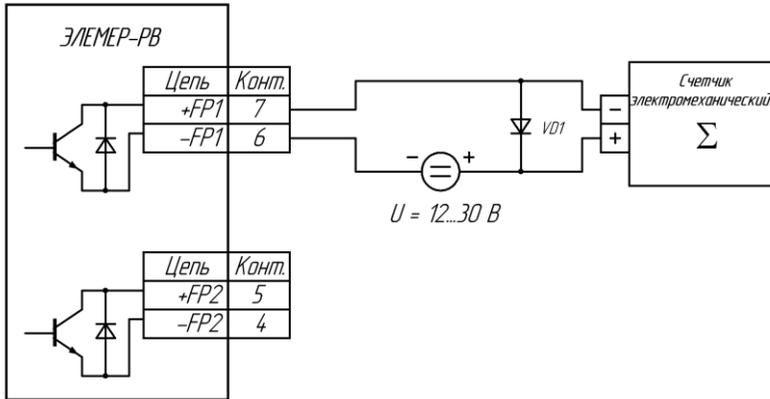 ЭЛЕМЕР-РВ
Цепь Конт.
+FP1 7
-FP1 6
- +
U = 12...30 В
VD1
-
+
Счетчик
электромеханический
Σ
Цепь Конт.
+FP2 5
-FP2 4